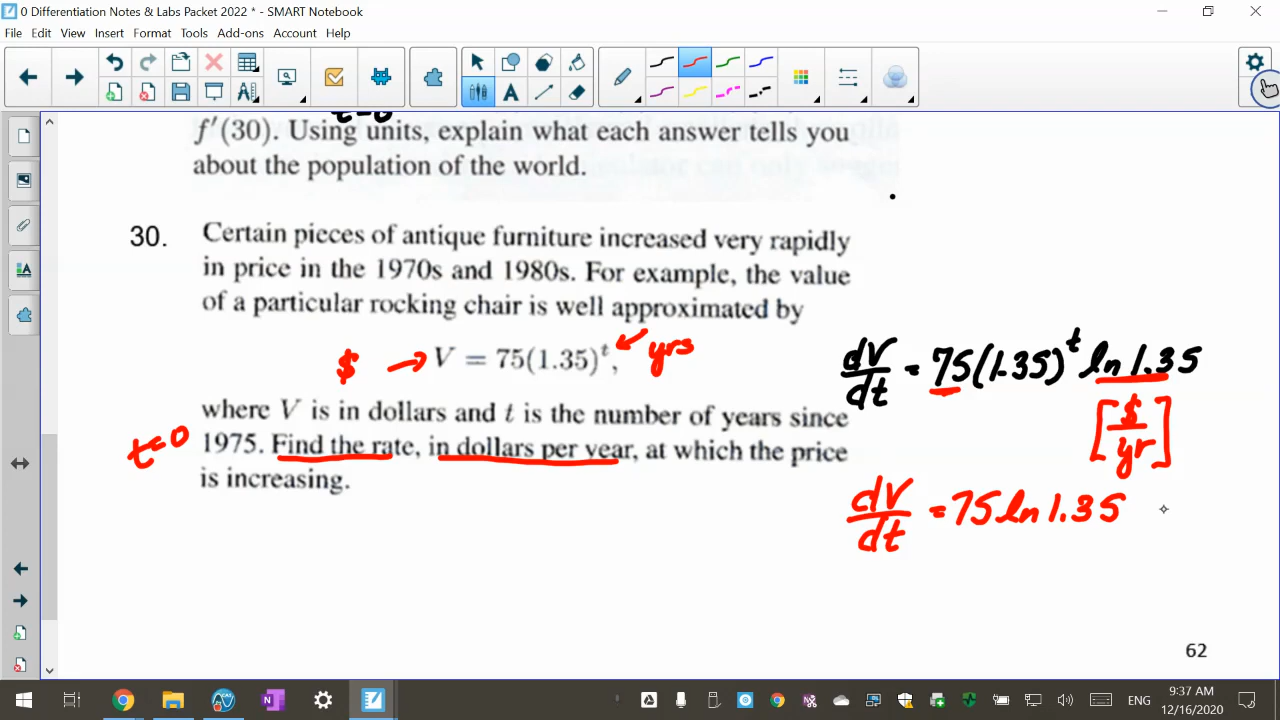 0 Differentiation Notes & Labs Packet 2022 * - SMART Notebook
File Edit View Insert Format Tools Add-ons Account Help
f′(30). Using units, explain what each answer tells you
about the population of the world.
30. Certain pieces of antique furniture increased very rapidly
in price in the 1970s and 1980s. For example, the value
of a particular rocking chair is well approximated by
$ → V = 75(1.35)^t, yrs
dV/dt = 75(1.35)^t ln 1.35
[$/yr]
where V is in dollars and t is the number of years since
t=0 1975. Find the rate, in dollars per year, at which the price
is increasing.
dV/dt = 75 ln 1.35
62
ENG
9:37 AM
12/16/2020